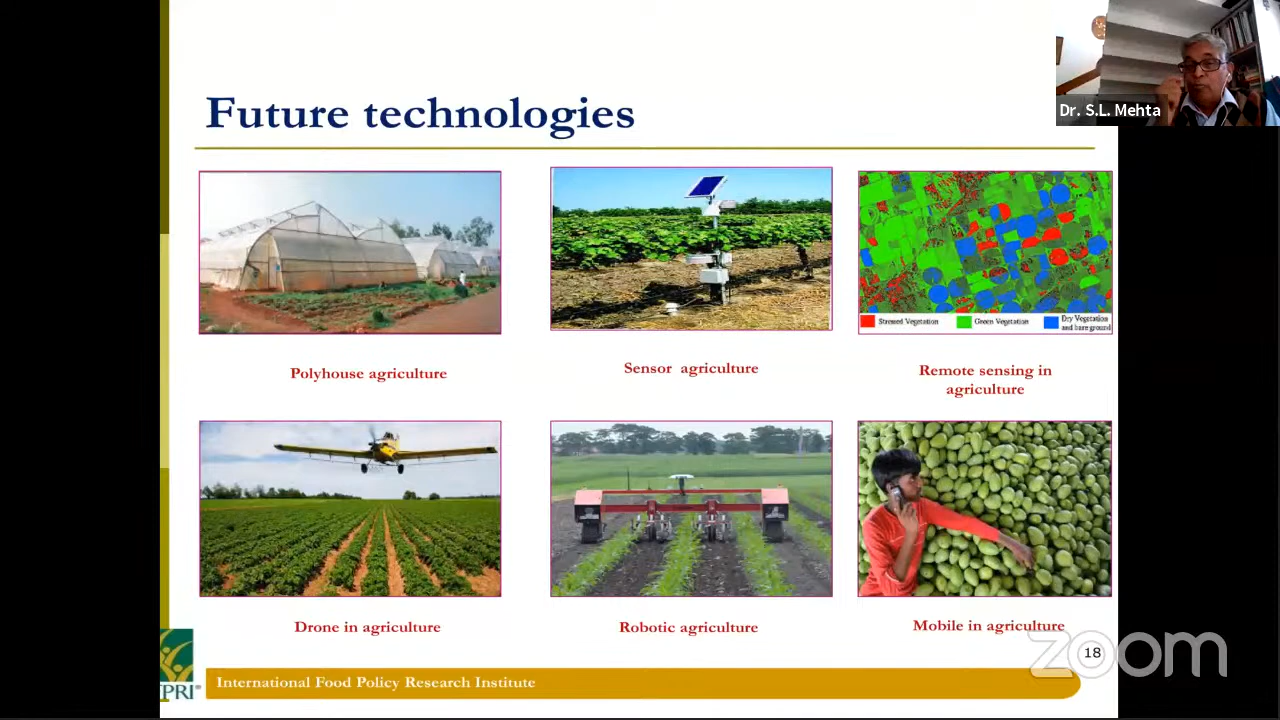 Future technologies
Dr. S.L. Mehta
Stressed Vegetation
Green Vegetation
Dry Vegetation
and bare ground
Polyhouse agriculture
Sensor agriculture
Remote sensing in
agriculture
Drone in agriculture
Robotic agriculture
Mobile in agriculture
18
zoom
PRI®
International Food Policy Research Institute